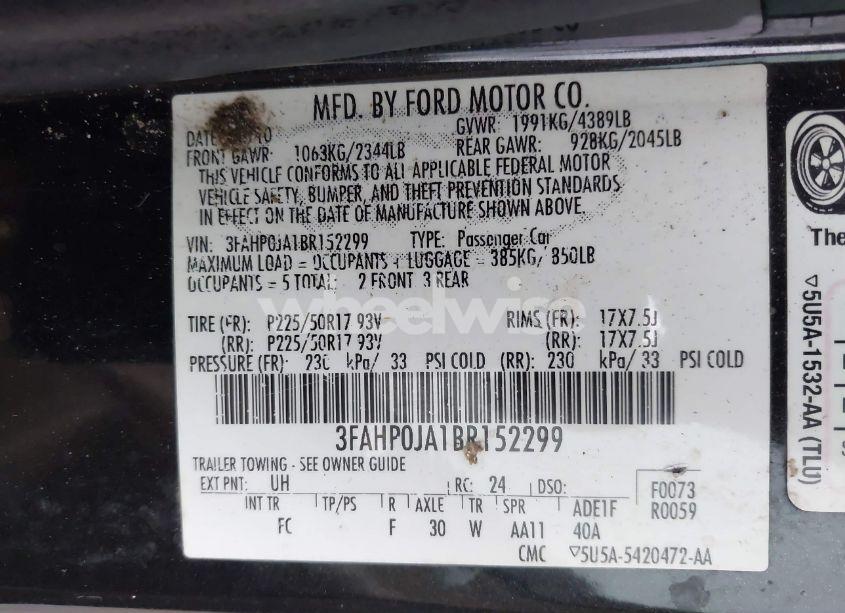 MFD. BY FORD MOTOR CO.
DATE: 10 GVWR: 1991KG/4389LB
FRONT GAWR: 1063KG/2344LB REAR GAWR: 928KG/2045LB
THIS VEHICLE CONFORMS TO ALL APPLICABLE FEDERAL MOTOR
VEHICLE SAFETY, BUMPER, AND THEFT PREVENTION STANDARDS
IN EFFECT ON THE DATE OF MANUFACTURE SHOWN ABOVE.
VIN: 3FAHP0JA1BR152299 TYPE: Passenger Car
MAXIMUM LOAD = OCCUPANTS + LUGGAGE = 385KG/ 850LB
OCCUPANTS = 5 TOTAL: 2 FRONT 3 REAR
wheelwise
TIRE (FR): P225/50R17 93V RIMS (FR): 17X7.5J
(RR): P225/50R17 93V (RR): 17X7.5J
PRESSURE (FR): 230 kPa/ 33 PSI COLD (RR): 230 kPa/ 33 PSI COLD
3FAHP0JA1BR152299
TRAILER TOWING - SEE OWNER GUIDE
EXT PNT: UH RC: 24 DSO: F0073
R0059
INT TR TP/PS R AXLE TR SPR ADE1F
FC F 30 W AA11 40A
CMC ▽5U5A-5420472-AA
The
▽5U5A-1532-AA (TLU)